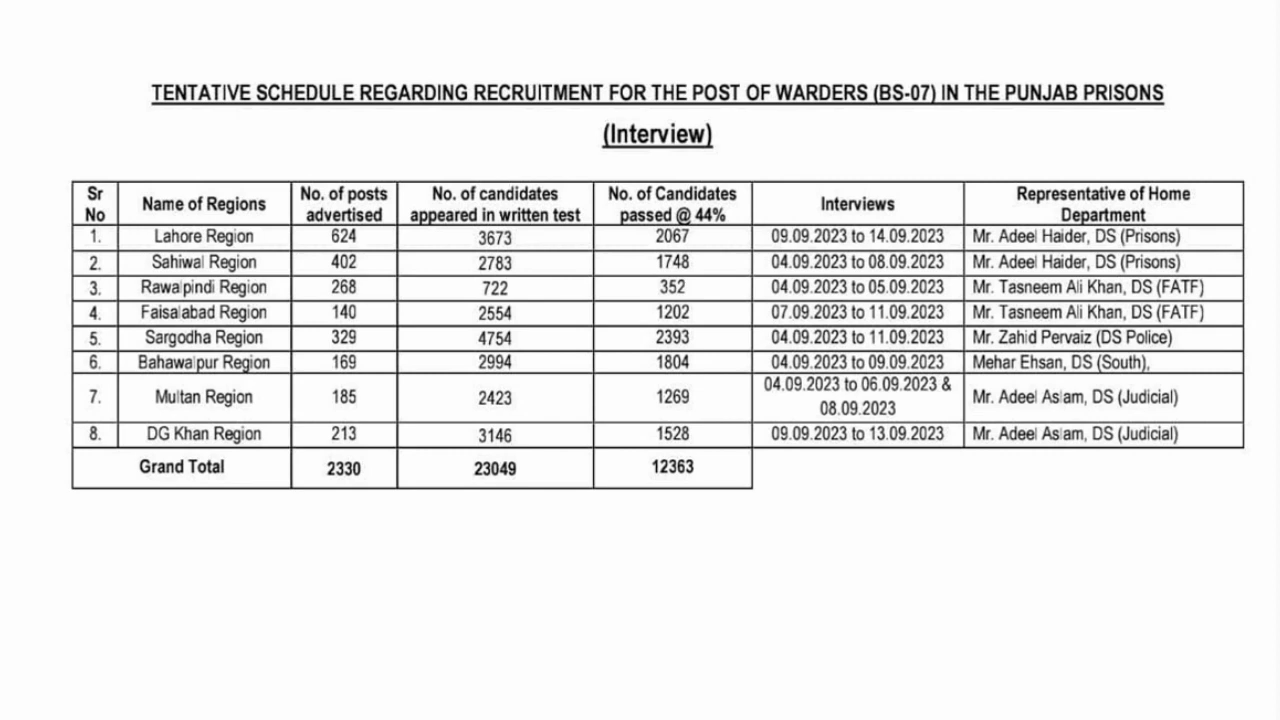 TENTATIVE SCHEDULE REGARDING RECRUITMENT FOR THE POST OF WARDERS (BS-07) IN THE PUNJAB PRISONS
(Interview)
Sr No | Name of Regions | No. of posts advertised | No. of candidates appeared in written test | No. of Candidates passed @ 44% | Interviews | Representative of Home Department
1. | Lahore Region | 624 | 3673 | 2067 | 09.09.2023 to 14.09.2023 | Mr. Adeel Haider, DS (Prisons)
2. | Sahiwal Region | 402 | 2783 | 1748 | 04.09.2023 to 08.09.2023 | Mr. Adeel Haider, DS (Prisons)
3. | Rawalpindi Region | 268 | 722 | 352 | 04.09.2023 to 05.09.2023 | Mr. Tasneem Ali Khan, DS (FATF)
4. | Faisalabad Region | 140 | 2554 | 1202 | 07.09.2023 to 11.09.2023 | Mr. Tasneem Ali Khan, DS (FATF)
5. | Sargodha Region | 329 | 4754 | 2393 | 04.09.2023 to 11.09.2023 | Mr. Zahid Pervaiz (DS Police)
6. | Bahawalpur Region | 169 | 2994 | 1804 | 04.09.2023 to 09.09.2023 | Mehar Ehsan, DS (South),
7. | Multan Region | 185 | 2423 | 1269 | 04.09.2023 to 06.09.2023 & 08.09.2023 | Mr. Adeel Aslam, DS (Judicial)
8. | DG Khan Region | 213 | 3146 | 1528 | 09.09.2023 to 13.09.2023 | Mr. Adeel Aslam, DS (Judicial)
Grand Total | 2330 | 23049 | 12363